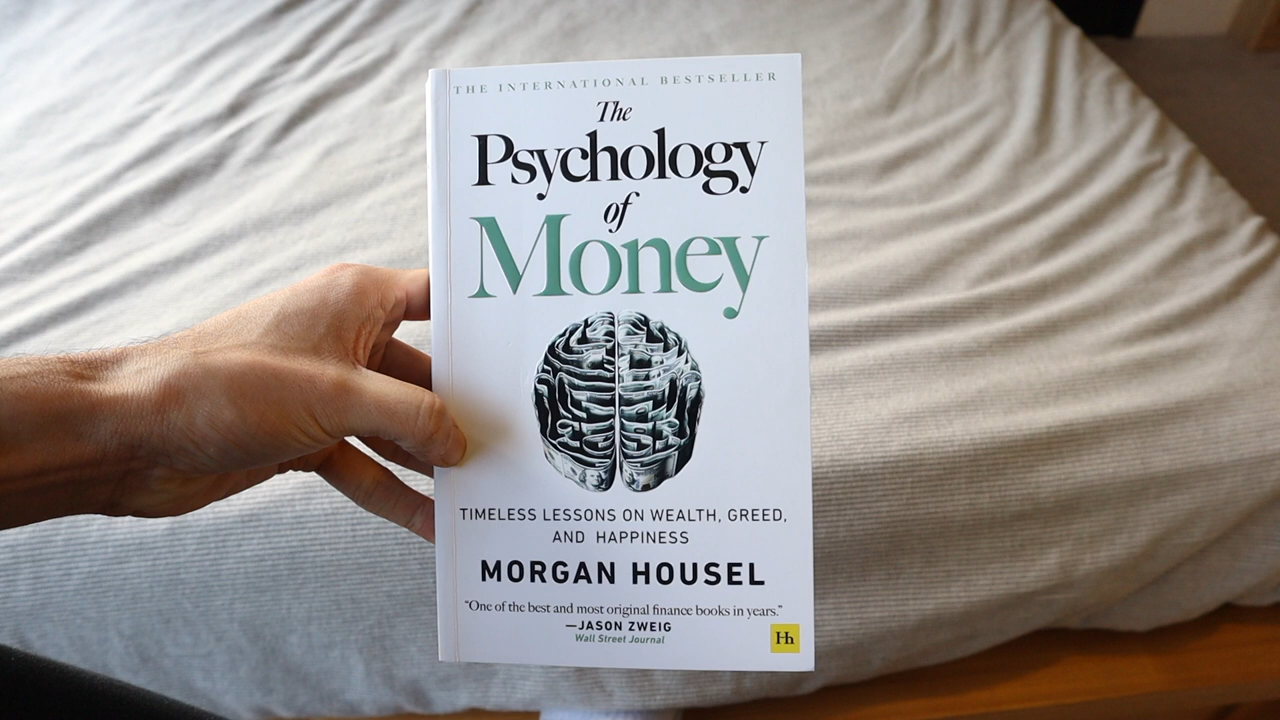 THE INTERNATIONAL BESTSELLER
The
Psychology
of
Money
TIMELESS LESSONS ON WEALTH, GREED,
AND HAPPINESS
MORGAN HOUSEL
"One of the best and most original finance books in years."
—JASON ZWEIG
Wall Street Journal
Hh